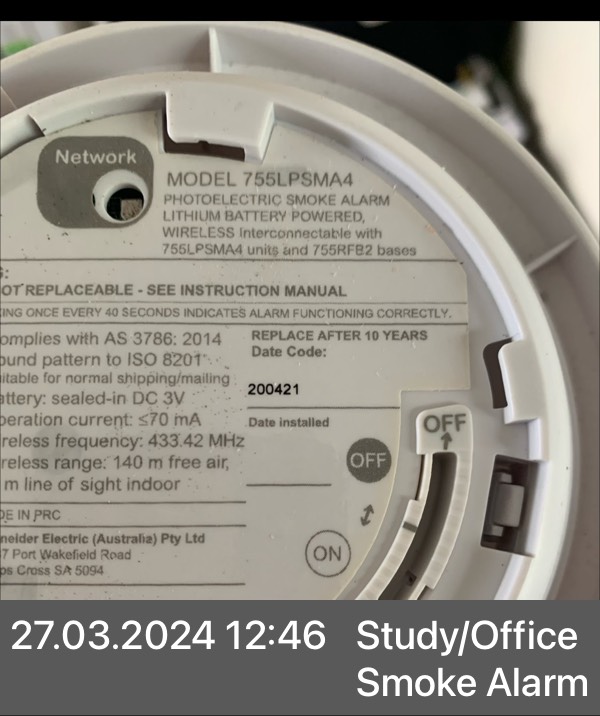 Network
MODEL 755LPSMA4
PHOTOELECTRIC SMOKE ALARM
LITHIUM BATTERY POWERED,
WIRELESS Interconnectable with
755LPSMA4 units and 755RFB2 bases
S:
OT REPLACEABLE - SEE INSTRUCTION MANUAL
KING ONCE EVERY 40 SECONDS INDICATES ALARM FUNCTIONING CORRECTLY.
omplies with AS 3786: 2014
ound pattern to ISO 8201
itable for normal shipping/mailing
attery: sealed-in DC 3V
peration current: ≤70 mA
reless frequency: 433.42 MHz
reless range: 140 m free air,
m line of sight indoor
REPLACE AFTER 10 YEARS
Date Code:
200421
Date installed
OFF
OFF
ON
DE IN PRC
neider Electric (Australia) Pty Ltd
37 Port Wakefield Road
ps Cross SA 5094
27.03.2024 12:46
Study/Office
Smoke Alarm